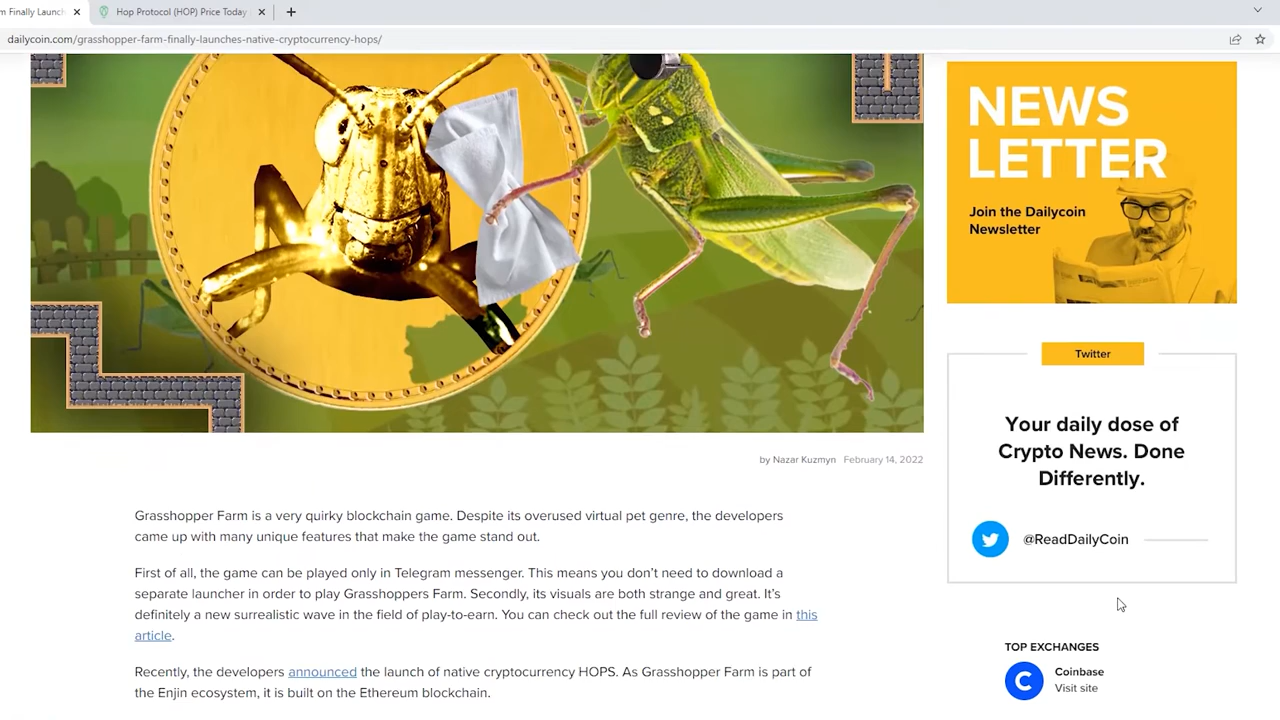 m Finally Launch
Hop Protocol (HOP) Price Today
dailycoin.com/grasshopper-farm-finally-launches-native-cryptocurrency-hops/
NEWS
LETTER
Join the Dailycoin
Newsletter
Twitter
Your daily dose of
Crypto News. Done
Differently.
@ReadDailyCoin
by Nazar Kuzmyn February 14, 2022
Grasshopper Farm is a very quirky blockchain game. Despite its overused virtual pet genre, the developers
came up with many unique features that make the game stand out.
First of all, the game can be played only in Telegram messenger. This means you don’t need to download a
separate launcher in order to play Grasshoppers Farm. Secondly, its visuals are both strange and great. It’s
definitely a new surrealistic wave in the field of play-to-earn. You can check out the full review of the game in this
article.
Recently, the developers announced the launch of native cryptocurrency HOPS. As Grasshopper Farm is part of
the Enjin ecosystem, it is built on the Ethereum blockchain.
TOP EXCHANGES
Coinbase
Visit site